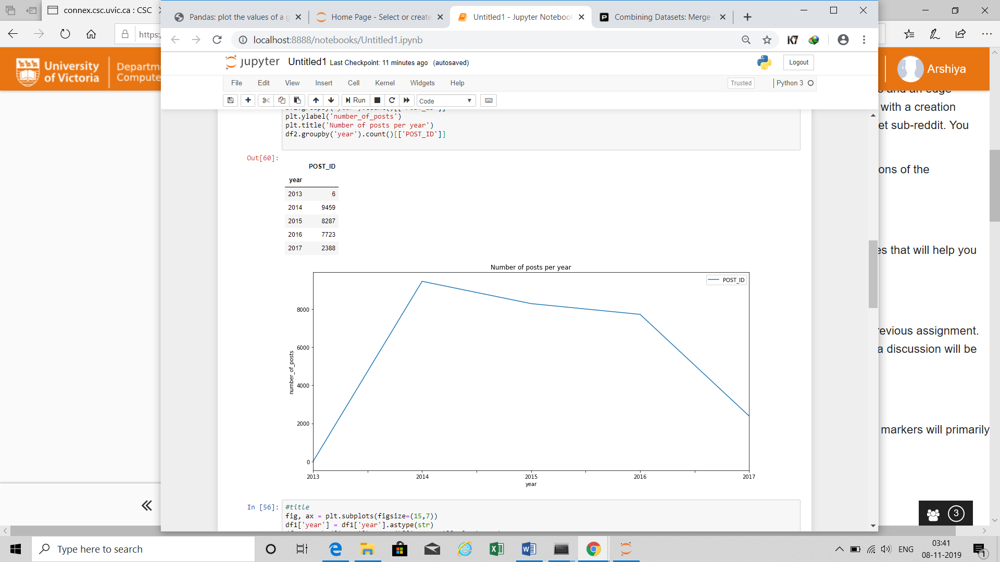 connex.csc.uvic.ca : CSC
Pandas: plot the values of a g
Home Page - Select or create
Untitled1 - Jupyter Notebook
Combining Datasets: Merge
https:
localhost:8888/notebooks/Untitled1.ipynb
K7
University
of Victoria
Departm
Compute
Arshiya
jupyter Untitled1 Last Checkpoint: 11 minutes ago (autosaved)
Logout
File Edit View Insert Cell Kernel Widgets Help
Trusted
Python 3
Run
Code
plt.ylabel('number_of_posts')
plt.title('Number of posts per year')
df2.groupby('year').count()[['POST_ID']]
Out[60]:
POST_ID
year
2013 6
2014 9459
2015 8287
2016 7723
2017 2388
Number of posts per year
POST_ID
8000
6000
4000
2000
0
number_of_posts
2013 2014 2015 2016 2017
year
In [56]:
#title
fig, ax = plt.subplots(figsize=(15,7))
df1['year'] = df1['year'].astype(str)
s and an edge
with a creation
et sub-reddit. You
ons of the
es that will help you
revious assignment.
a discussion will be
markers will primarily
3
Type here to search
ENG
03:41
08-11-2019
1